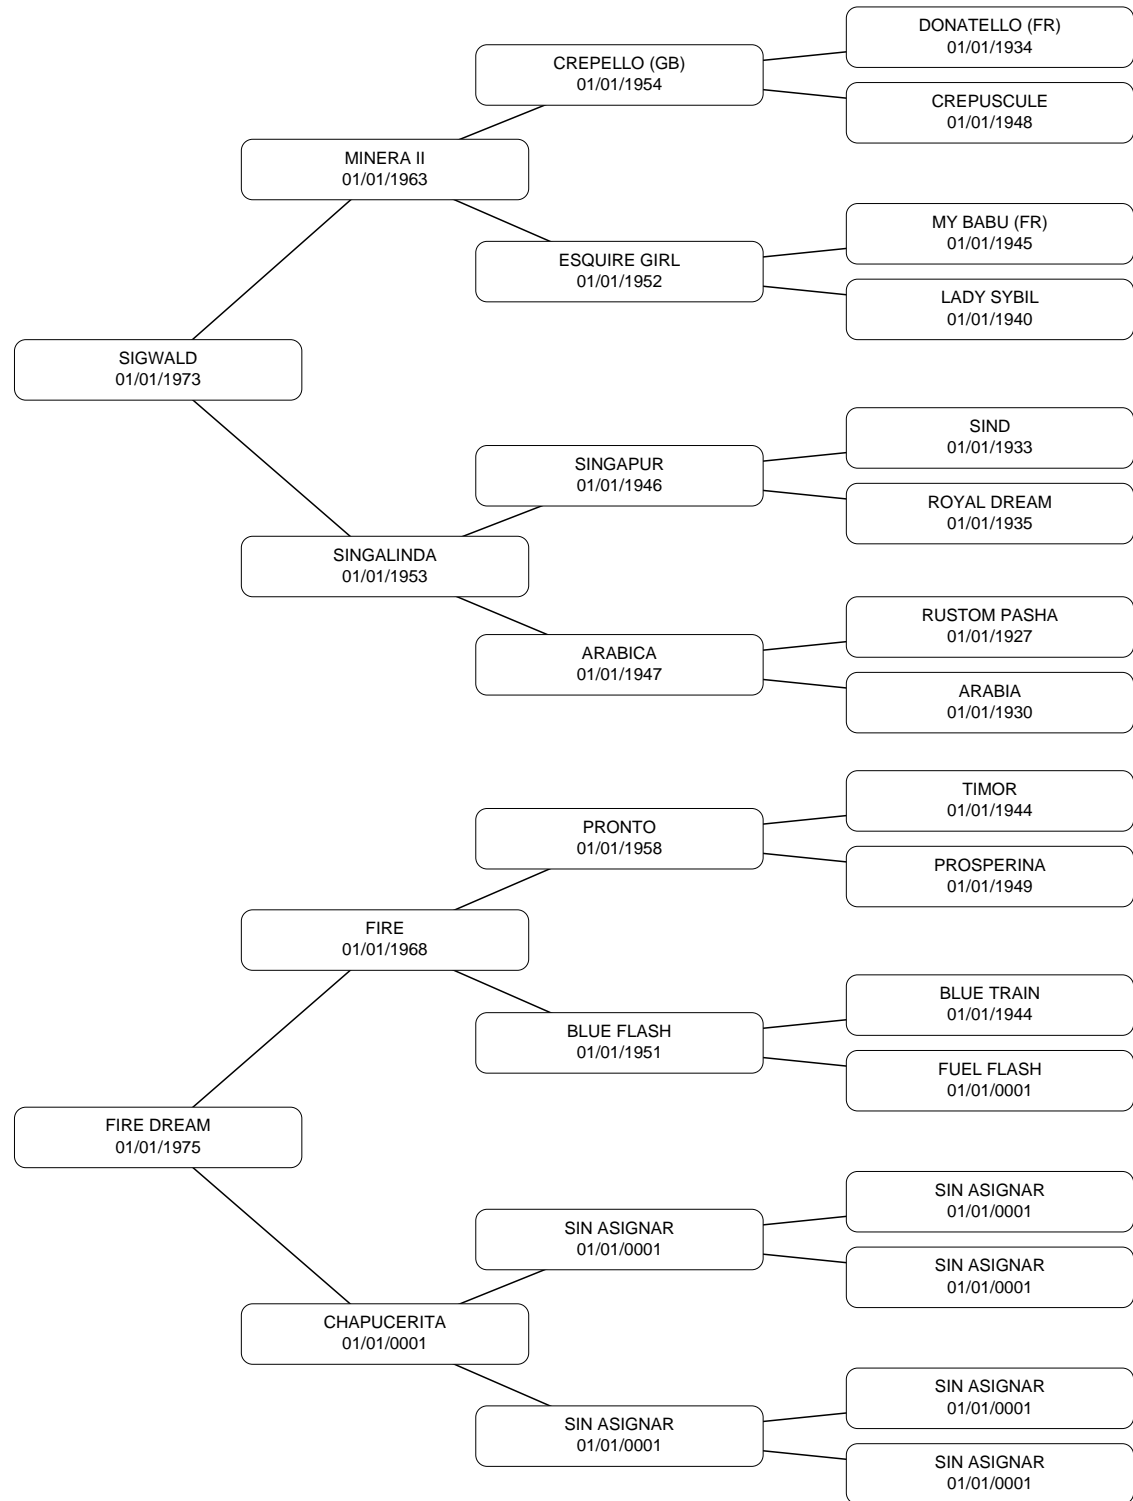 DONATELLO (FR)
01/01/1934
CREPELLO (GB)
01/01/1954
CREPUSCULE
01/01/1948
MINERA II
01/01/1963
MY BABU (FR)
01/01/1945
ESQUIRE GIRL
01/01/1952
LADY SYBIL
01/01/1940
SIGWALD
01/01/1973
SIND
01/01/1933
SINGAPUR
01/01/1946
ROYAL DREAM
01/01/1935
SINGALINDA
01/01/1953
RUSTOM PASHA
01/01/1927
ARABICA
01/01/1947
ARABIA
01/01/1930
TIMOR
01/01/1944
PRONTO
01/01/1958
PROSPERINA
01/01/1949
FIRE
01/01/1968
BLUE TRAIN
01/01/1944
BLUE FLASH
01/01/1951
FUEL FLASH
01/01/0001
FIRE DREAM
01/01/1975
SIN ASIGNAR
01/01/0001
SIN ASIGNAR
01/01/0001
SIN ASIGNAR
01/01/0001
CHAPUCERITA
01/01/0001
SIN ASIGNAR
01/01/0001
SIN ASIGNAR
01/01/0001
SIN ASIGNAR
01/01/0001